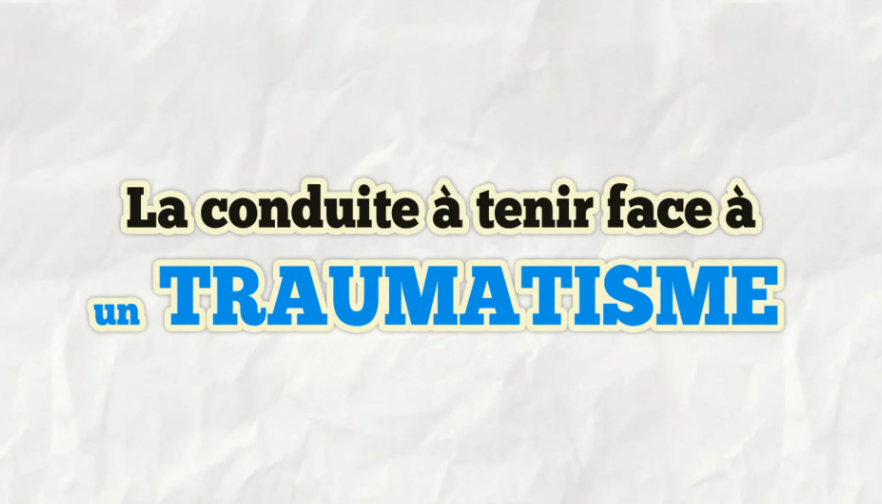 La conduite à tenir face à
un TRAUMATISME